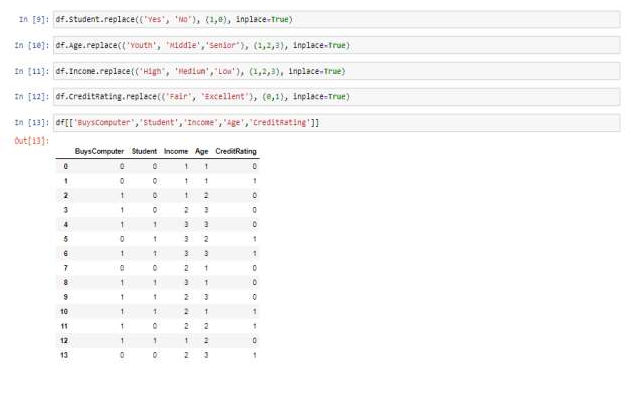 In [9]: df.Student.replace(('Yes', 'No'), (1,0), inplace=True)
In [10]: df.Age.replace(('Youth', 'Middle','Senior'), (1,2,3), inplace=True)
In [11]: df.Income.replace(('High', 'Medium','Low'), (1,2,3), inplace=True)
In [12]: df.CreditRating.replace(('Fair', 'Excellent'), (0,1), inplace=True)
In [13]: df[['BuysComputer','Student','Income','Age','CreditRating']]
Out[13]:
BuysComputer Student Income Age CreditRating
0 0 0 1 1 0
1 0 0 1 1 1
2 1 0 1 2 0
3 1 0 2 3 0
4 1 1 3 3 0
5 0 1 3 2 1
6 1 1 3 3 1
7 0 0 2 1 0
8 1 1 3 1 0
9 1 1 2 3 0
10 1 1 2 1 1
11 1 0 2 2 1
12 1 1 1 2 0
13 0 0 2 3 1